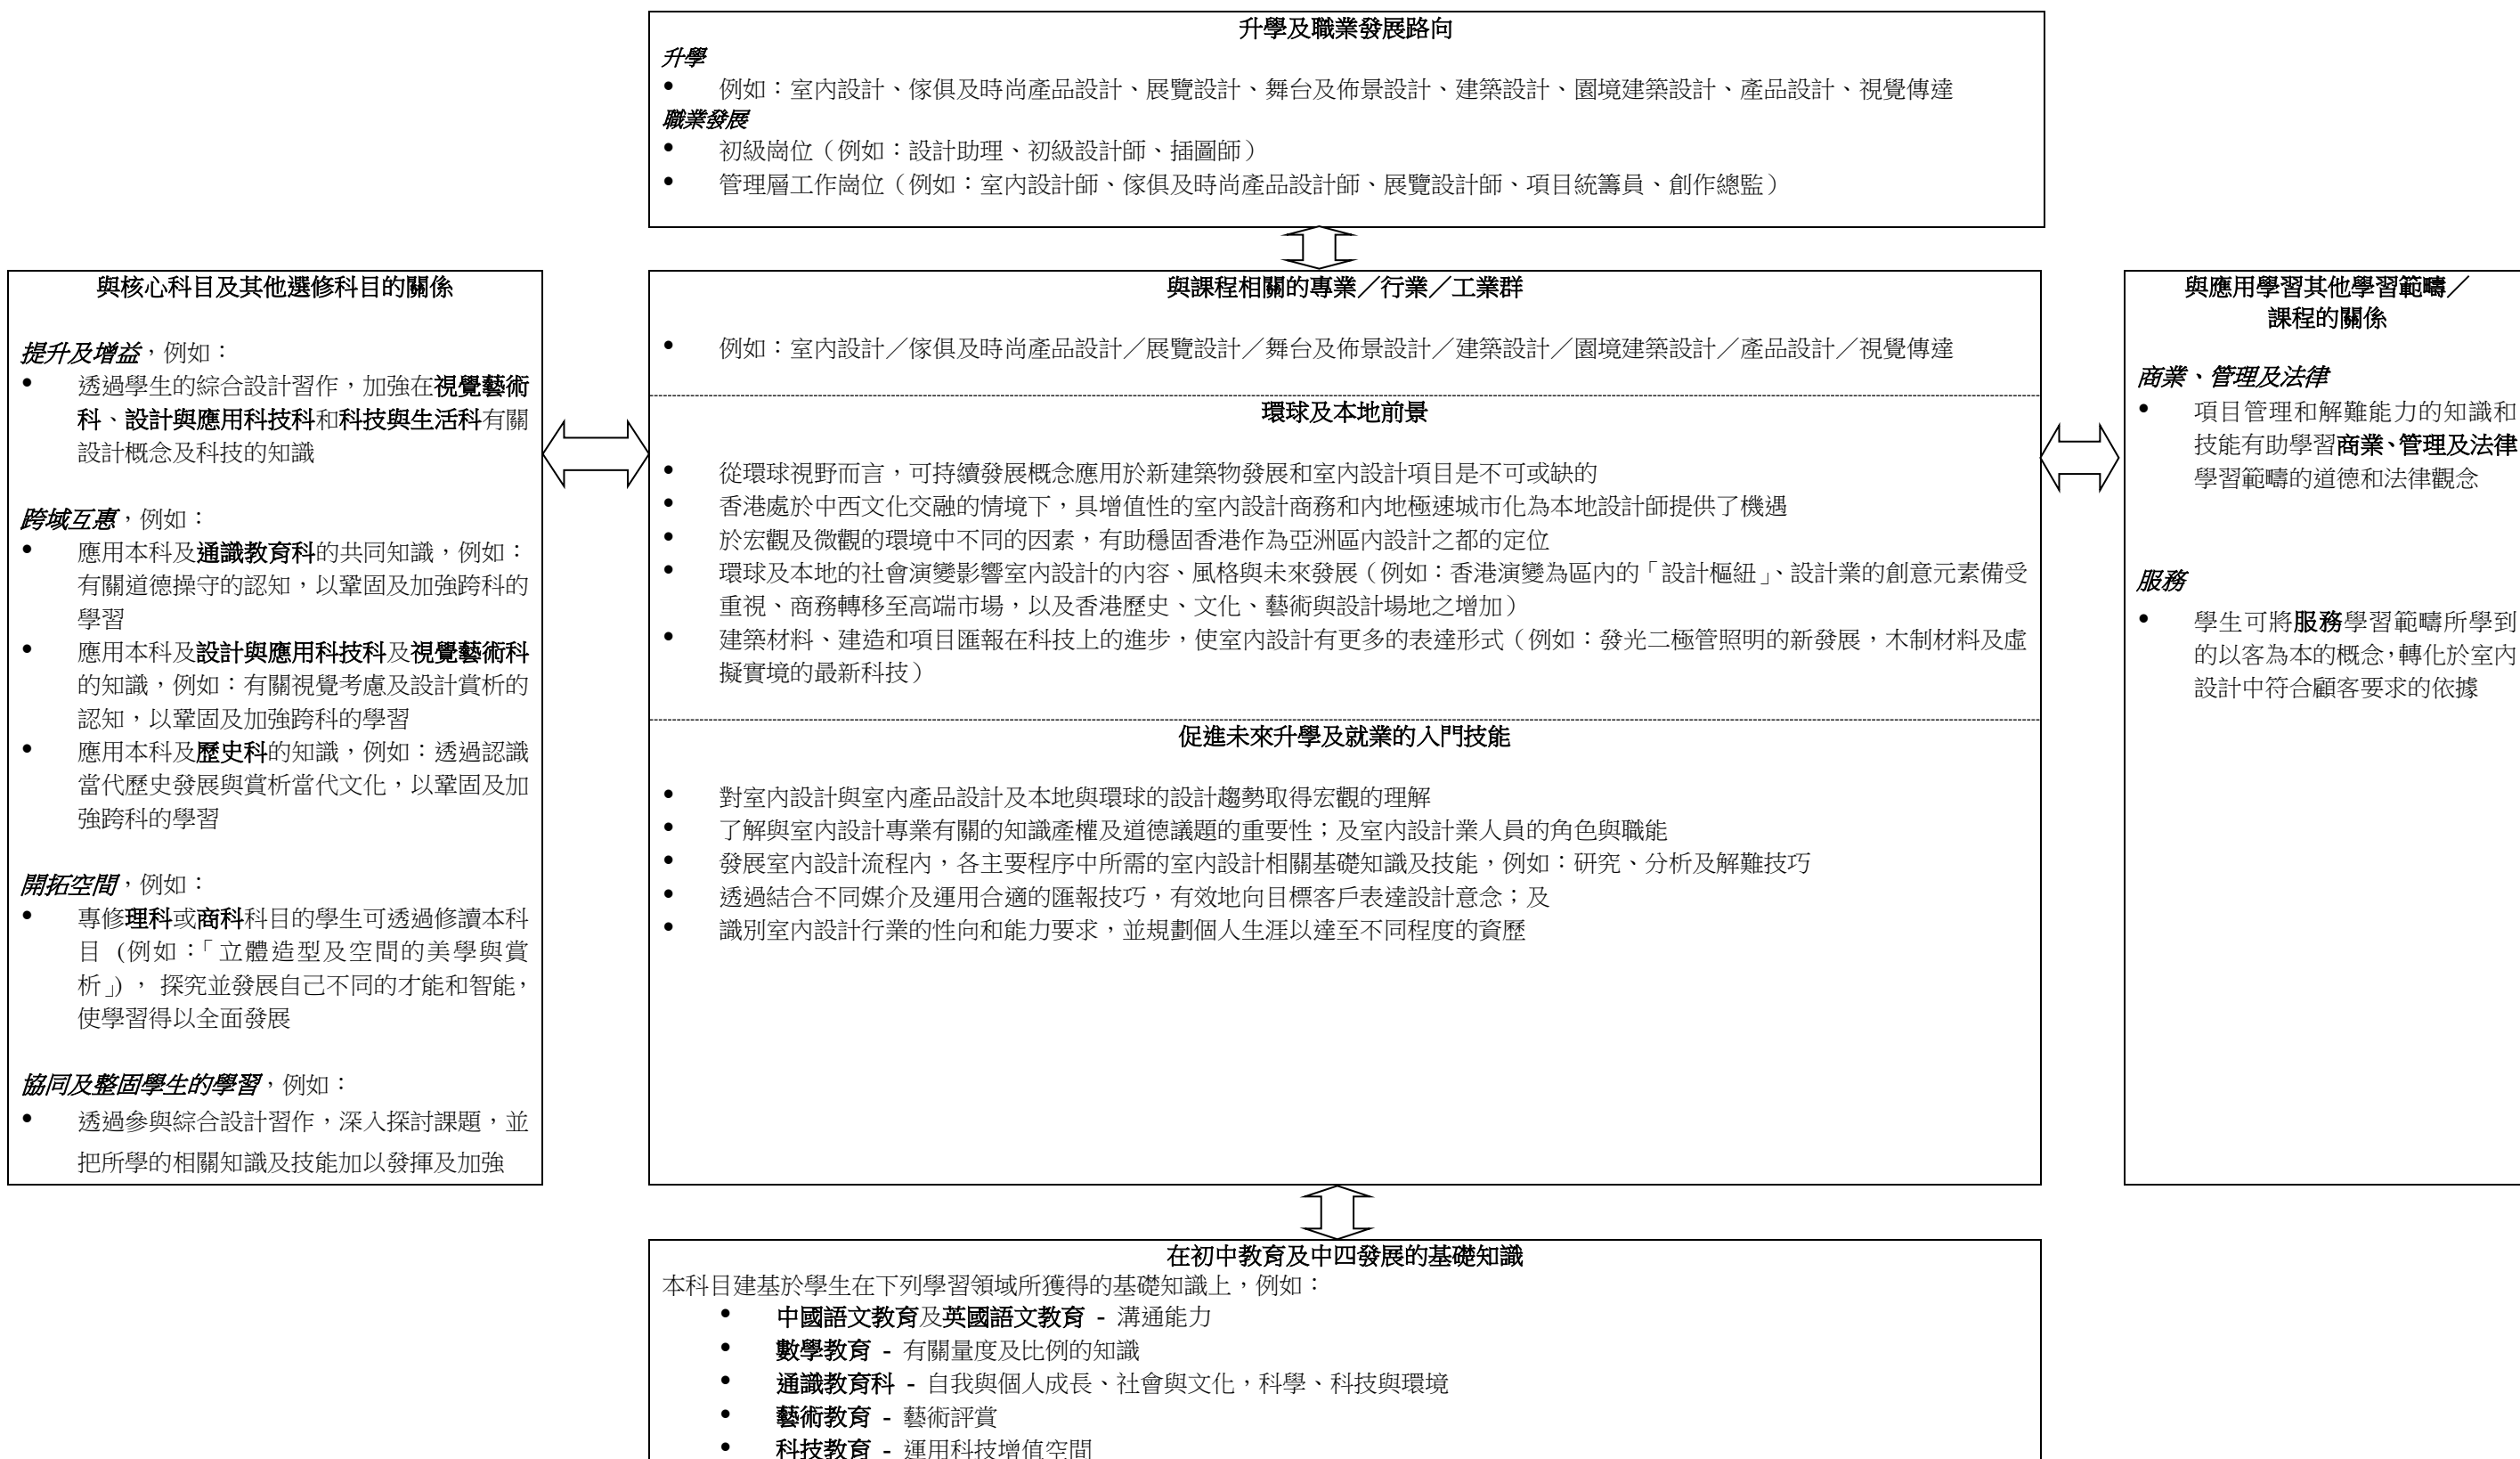 升學及職業發展路向
升學
• 例如：室內設計、傢俱及時尚產品設計、展覽設計、舞台及佈景設計、建築設計、園境建築設計、產品設計、視覺傳達
職業發展
• 初級崗位（例如：設計助理、初級設計師、插圖師）
• 管理層工作崗位（例如：室內設計師、傢俱及時尚產品設計師、展覽設計師、項目統籌員、創作總監）
與核心科目及其他選修科目的關係
提升及增益，例如：
• 透過學生的綜合設計習作，加強在視覺藝術
科、設計與應用科技科和科技與生活科有關
設計概念及科技的知識
跨域互惠，例如：
• 應用本科及通識教育科的共同知識，例如：
有關道德操守的認知，以鞏固及加強跨科的
學習
• 應用本科及設計與應用科技科及視覺藝術科
的知識，例如：有關視覺考慮及設計賞析的
認知，以鞏固及加強跨科的學習
• 應用本科及歷史科的知識，例如：透過認識
當代歷史發展與賞析當代文化，以鞏固及加
強跨科的學習
開拓空間，例如：
• 專修理科或商科科目的學生可透過修讀本科
目 (例如：「立體造型及空間的美學與賞
析」)， 探究並發展自己不同的才能和智能，
使學習得以全面發展
協同及整固學生的學習，例如：
• 透過參與綜合設計習作，深入探討課題，並
把所學的相關知識及技能加以發揮及加強
與課程相關的專業／行業／工業群
• 例如：室內設計／傢俱及時尚產品設計／展覽設計／舞台及佈景設計／建築設計／園境建築設計／產品設計／視覺傳達
環球及本地前景
• 從環球視野而言，可持續發展概念應用於新建築物發展和室內設計項目是不可或缺的
• 香港處於中西文化交融的情境下，具增值性的室內設計商務和內地極速城市化為本地設計師提供了機遇
• 於宏觀及微觀的環境中不同的因素，有助穩固香港作為亞洲區內設計之都的定位
• 環球及本地的社會演變影響室內設計的內容、風格與未來發展（例如：香港演變為區內的「設計樞紐」、設計業的創意元素備受
重視、商務轉移至高端市場，以及香港歷史、文化、藝術與設計場地之增加）
• 建築材料、建造和項目匯報在科技上的進步，使室內設計有更多的表達形式（例如：發光二極管照明的新發展，木制材料及虛
擬實境的最新科技）
促進未來升學及就業的入門技能
• 對室內設計與室內產品設計及本地與環球的設計趨勢取得宏觀的理解
• 了解與室內設計專業有關的知識產權及道德議題的重要性；及室內設計業人員的角色與職能
• 發展室內設計流程內，各主要程序中所需的室內設計相關基礎知識及技能，例如：研究、分析及解難技巧
• 透過結合不同媒介及運用合適的匯報技巧，有效地向目標客戶表達設計意念；及
• 識別室內設計行業的性向和能力要求，並規劃個人生涯以達至不同程度的資歷
與應用學習其他學習範疇／
課程的關係
商業、管理及法律
• 項目管理和解難能力的知識和
技能有助學習商業、管理及法律
學習範疇的道德和法律觀念
服務
• 學生可將服務學習範疇所學到
的以客為本的概念，轉化於室內
設計中符合顧客要求的依據
在初中教育及中四發展的基礎知識
本科目建基於學生在下列學習領域所獲得的基礎知識上，例如：
• 中國語文教育及英國語文教育 - 溝通能力
• 數學教育 - 有關量度及比例的知識
• 通識教育科 - 自我與個人成長、社會與文化，科學、科技與環境
• 藝術教育 - 藝術評賞
• 科技教育 - 運用科技增值空間